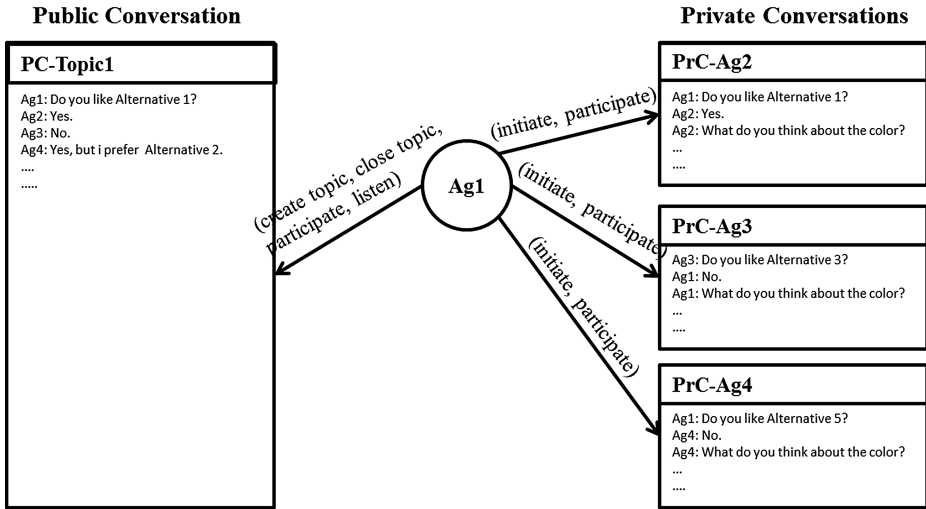 Public Conversation
PC-Topic1
Ag1: Do you like Alternative 1?
Ag2: Yes.
Ag3: No.
Ag4: Yes, but i prefer Alternative 2.
....
.....
(create topic, close topic,
participate, listen)
Ag1
(initiate, participate)
(initiate, participate)
(initiate, participate)
Private Conversations
PrC-Ag2
Ag1: Do you like Alternative 1?
Ag2: Yes.
Ag2: What do you think about the color?
...
....
PrC-Ag3
Ag3: Do you like Alternative 3?
Ag1: No.
Ag1: What do you think about the color?
...
....
PrC-Ag4
Ag1: Do you like Alternative 5?
Ag4: No.
Ag4: What do you think about the color?
...
....